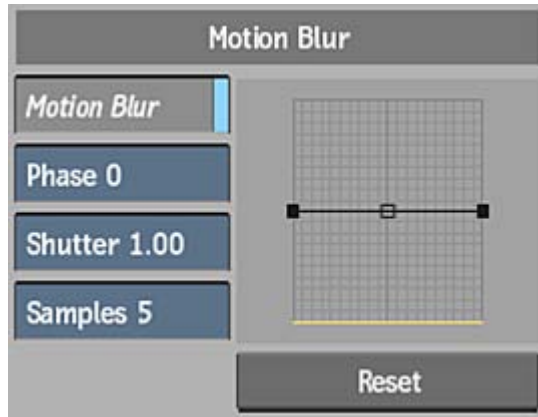 Motion Blur
Motion Blur
Phase 0
Shutter 1.00
Samples 5
Reset